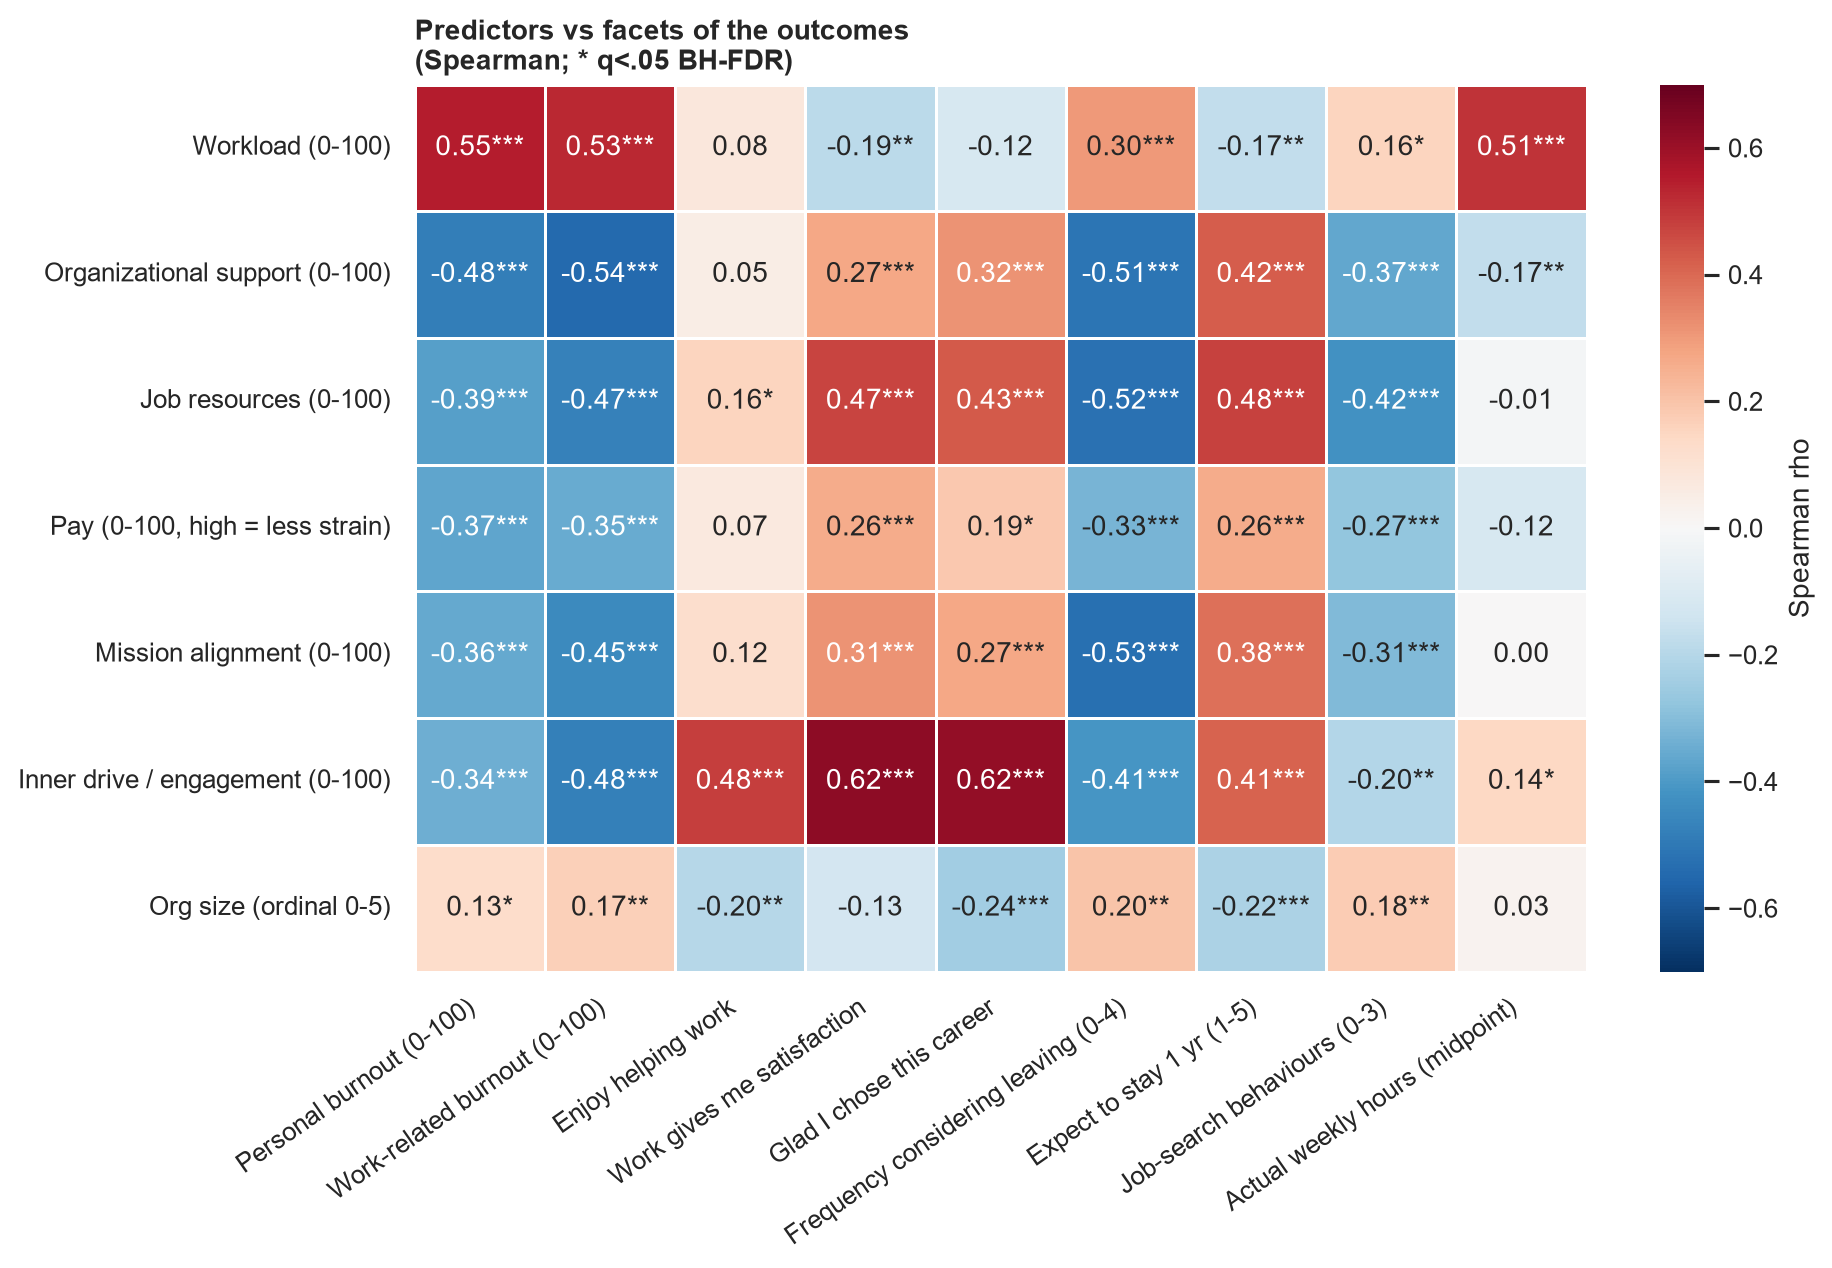 Predictors vs facets of the outcomes
(Spearman; * q<.05 BH-FDR)
Workload (0-100) 0.55*** 0.53*** 0.08 -0.19** -0.12 0.30*** -0.17** 0.16* 0.51***
Organizational support (0-100) -0.48*** -0.54*** 0.05 0.27*** 0.32*** -0.51*** 0.42*** -0.37*** -0.17**
Job resources (0-100) -0.39*** -0.47*** 0.16* 0.47*** 0.43*** -0.52*** 0.48*** -0.42*** -0.01
Pay (0-100, high = less strain) -0.37*** -0.35*** 0.07 0.26*** 0.19* -0.33*** 0.26*** -0.27*** -0.12
Mission alignment (0-100) -0.36*** -0.45*** 0.12 0.31*** 0.27*** -0.53*** 0.38*** -0.31*** 0.00
Inner drive / engagement (0-100) -0.34*** -0.48*** 0.48*** 0.62*** 0.62*** -0.41*** 0.41*** -0.20** 0.14*
Org size (ordinal 0-5) 0.13* 0.17** -0.20** -0.13 -0.24*** 0.20** -0.22*** 0.18** 0.03
Personal burnout (0-100)
Work-related burnout (0-100)
Enjoy helping work
Work gives me satisfaction
Glad I chose this career
Frequency considering leaving (0-4)
Expect to stay 1 yr (1-5)
Job-search behaviours (0-3)
Actual weekly hours (midpoint)
0.6
0.4
0.2
0.0
−0.2
−0.4
−0.6
Spearman rho